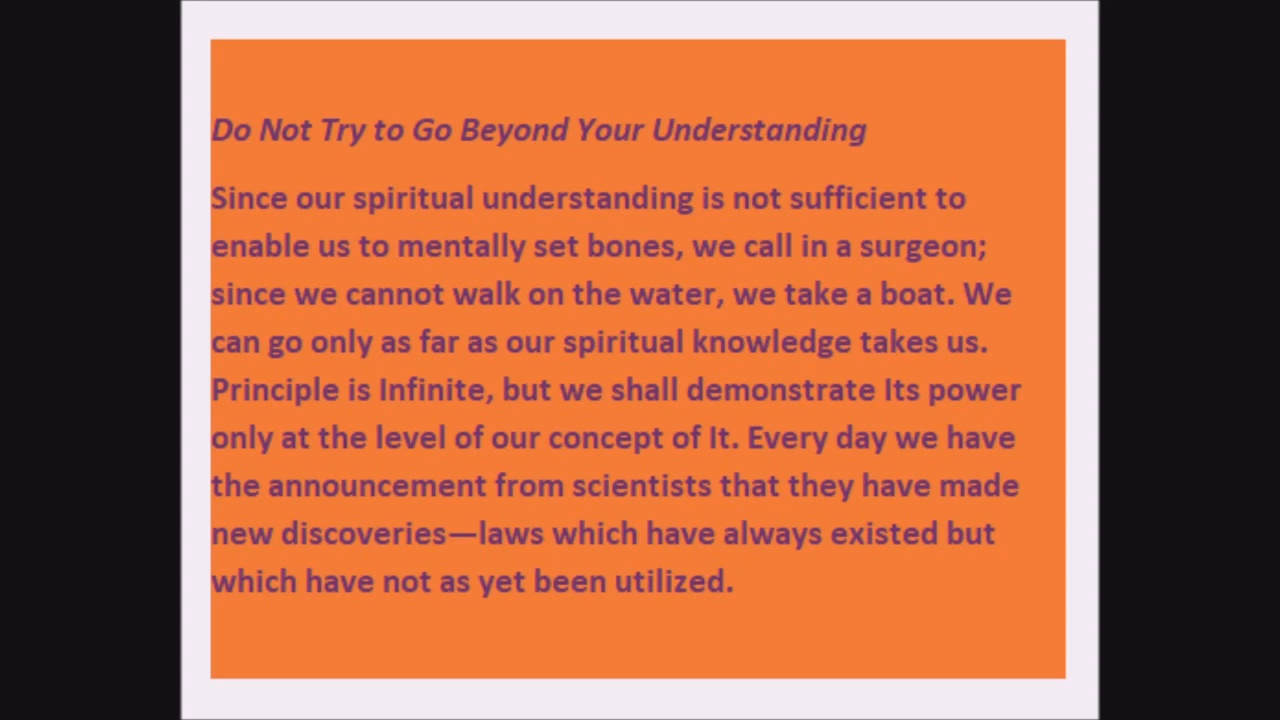 Do Not Try to Go Beyond Your Understanding
Since our spiritual understanding is not sufficient to
enable us to mentally set bones, we call in a surgeon;
since we cannot walk on the water, we take a boat. We
can go only as far as our spiritual knowledge takes us.
Principle is Infinite, but we shall demonstrate Its power
only at the level of our concept of It. Every day we have
the announcement from scientists that they have made
new discoveries—laws which have always existed but
which have not as yet been utilized.